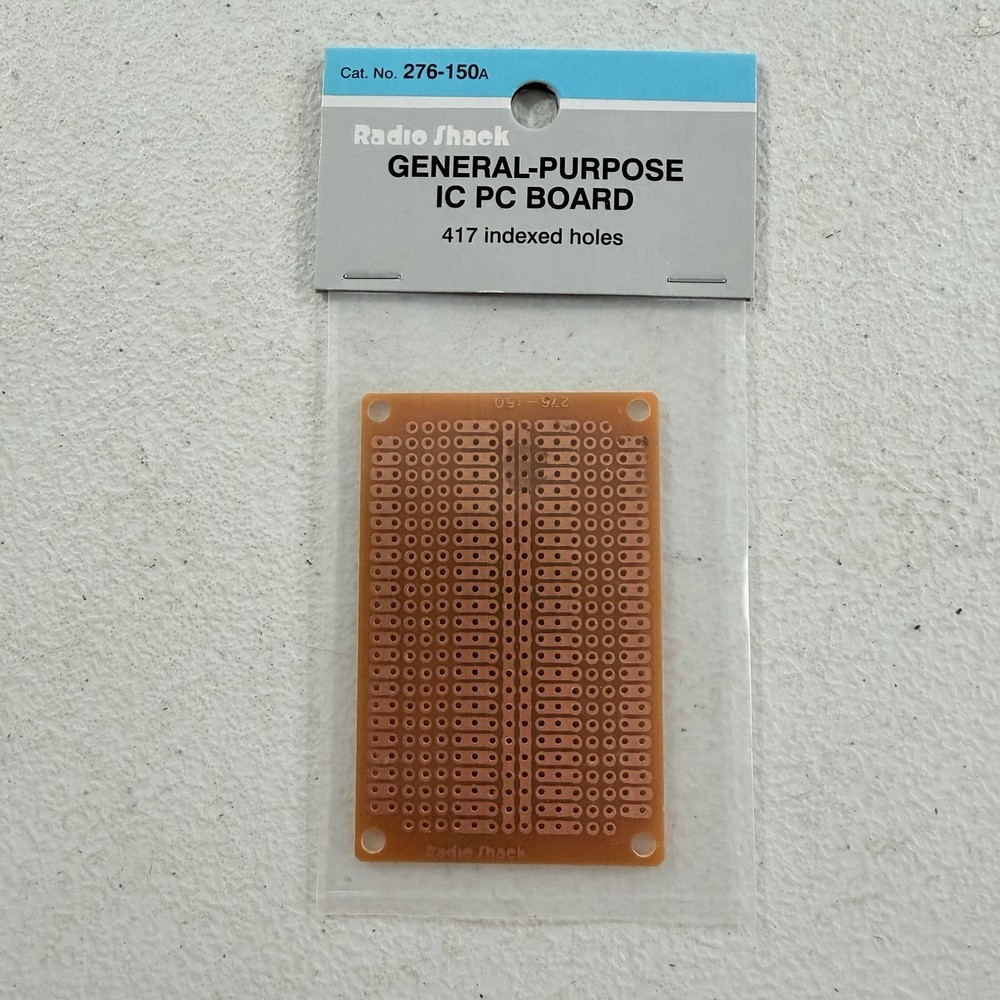 Cat. No. 276-150A
Radio Shack
GENERAL-PURPOSE
IC PC BOARD
417 indexed holes
276-150
Radio Shack